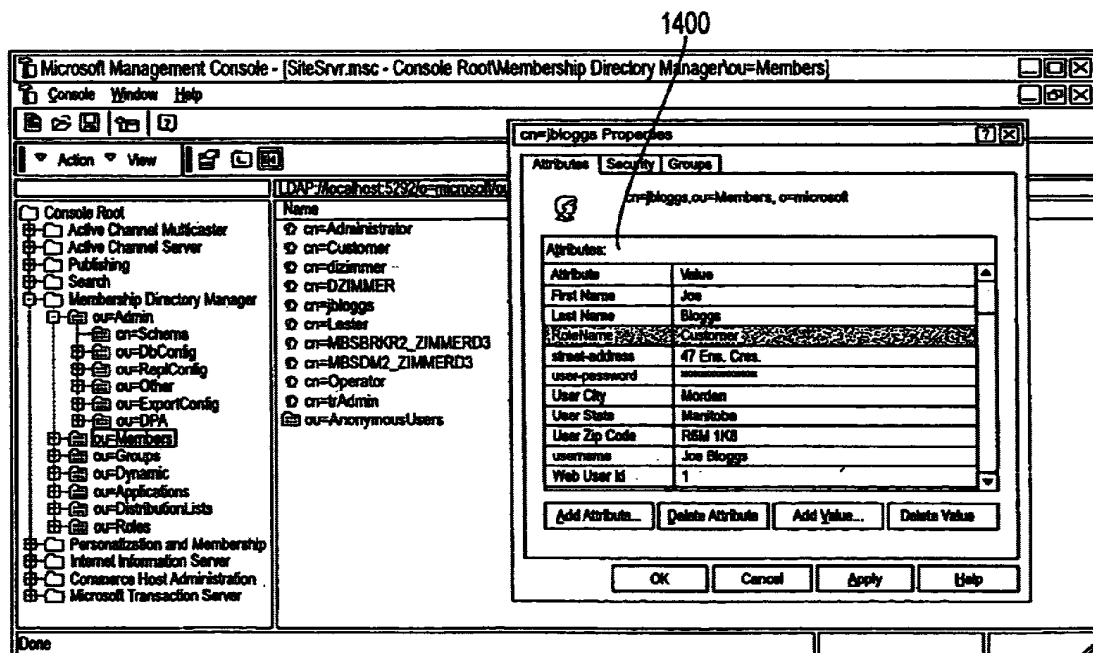 1400
Microsoft Management Console - [SiteSrvr.msc - Console Root\Membership Directory Manager\ou=Members]
Console Window Help
Action View
LDAP://localhost:5292/o=microsoft/ou
Console Root
Active Channel Multicaster
Active Channel Server
Publishing
Search
Membership Directory Manager
ou=Admin
cn=Schema
ou=DbConfig
ou=ReplConfig
ou=Other
ou=ExportConfig
ou=DPA
ou=Members
ou=Groups
ou=Dynamic
ou=Applications
ou=DistributionLists
ou=Roles
Personalization and Membership
Internet Information Server
Commerce Host Administration
Microsoft Transaction Server
Name
cn=Administrator
cn=Customer
cn=dizimmer
cn=DZIMMER
cn=jbloggs
cn=Lester
cn=MBSBRKR2_ZIMMERD3
cn=MBSDM2_ZIMMERD3
cn=Operator
cn=trAdmin
ou=AnonymousUsers
cn=jbloggs Properties
Attributes Security Groups
cn=jbloggs,ou=Members, o=microsoft
Attributes:
Attribute Value
First Name Joe
Last Name Bloggs
RoleName Customer
street-address 47 Ens. Cres.
user-password **************
User City Morden
User State Manitoba
User Zip Code R6M 1K8
username Joe Bloggs
Web User Id 1
Add Attribute... Delete Attribute Add Value... Delete Value
OK Cancel Apply Help
Done